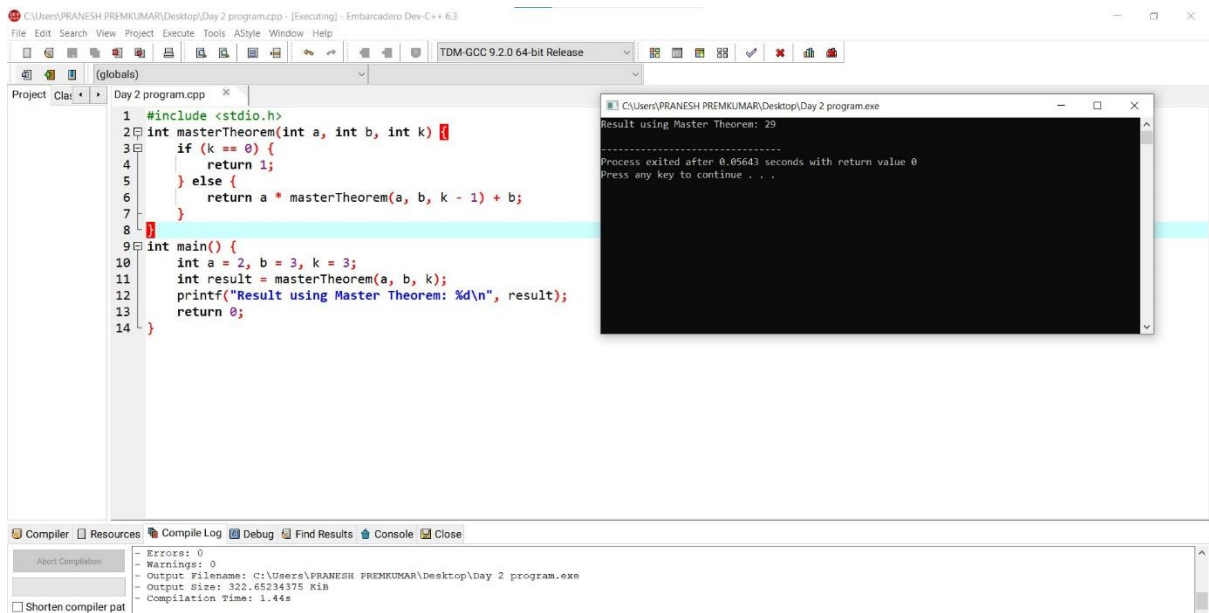 C:\Users\PRANESH PREMKUMAR\Desktop\Day 2 program.cpp - [Executing] - Embarcadero Dev-C++ 6.3
File Edit Search View Project Execute Tools AStyle Window Help
TDM-GCC 9.2.0 64-bit Release
(globals)
Project Clas Day 2 program.cpp
1 #include <stdio.h>
2 int masterTheorem(int a, int b, int k) {
3 if (k == 0) {
4 return 1;
5 } else {
6 return a * masterTheorem(a, b, k - 1) + b;
7 }
8 }
9 int main() {
10 int a = 2, b = 3, k = 3;
11 int result = masterTheorem(a, b, k);
12 printf("Result using Master Theorem: %d\n", result);
13 return 0;
14 }
C:\Users\PRANESH PREMKUMAR\Desktop\Day 2 program.exe
Result using Master Theorem: 29
--------------------------------
Process exited after 0.05643 seconds with return value 0
Press any key to continue . . .
Compiler Resources Compile Log Debug Find Results Console Close
Abort Compilation
Shorten compiler pat
- Errors: 0
- Warnings: 0
- Output Filename: C:\Users\PRANESH PREMKUMAR\Desktop\Day 2 program.exe
- Output Size: 322.65234375 KiB
- Compilation Time: 1.44s